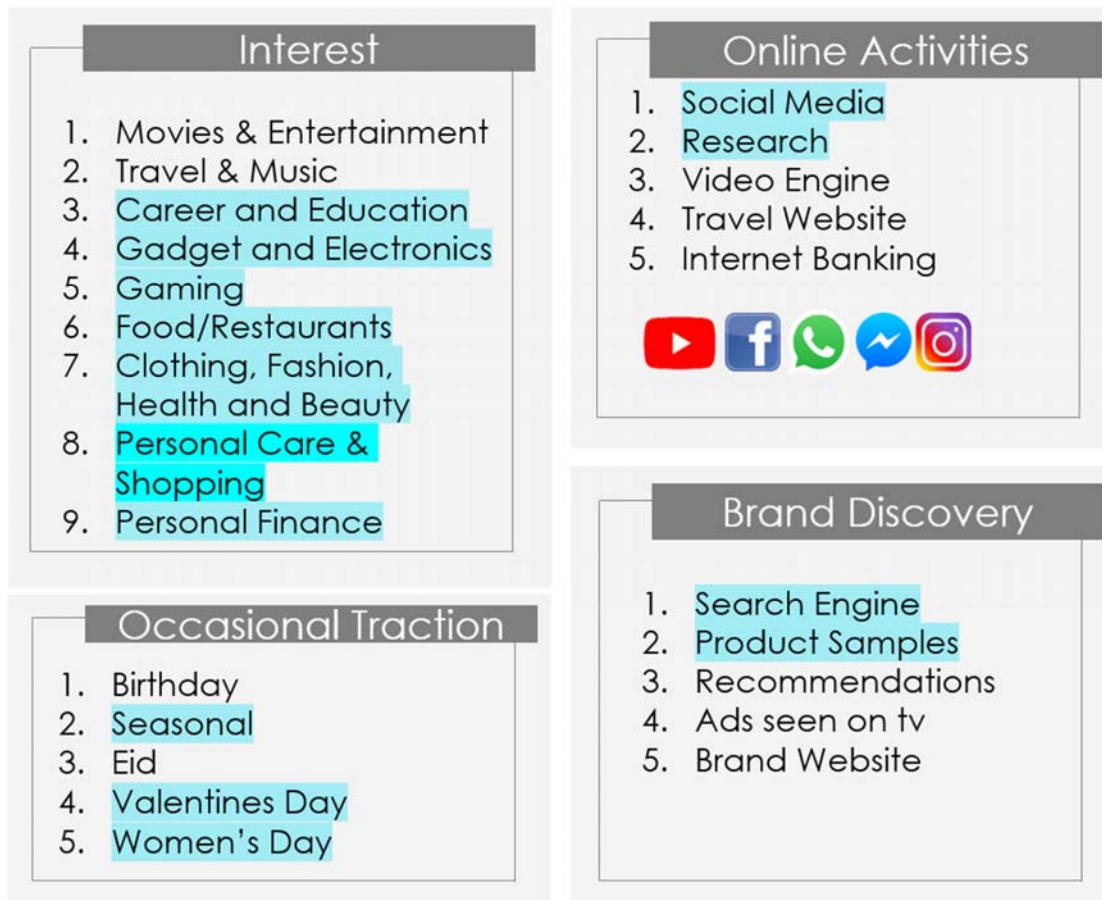 Interest
1. Movies & Entertainment
2. Travel & Music
3. Career and Education
4. Gadget and Electronics
5. Gaming
6. Food/Restaurants
7. Clothing, Fashion,
Health and Beauty
8. Personal Care &
Shopping
9. Personal Finance
Occasional Traction
1. Birthday
2. Seasonal
3. Eid
4. Valentines Day
5. Women's Day
Online Activities
1. Social Media
2. Research
3. Video Engine
4. Travel Website
5. Internet Banking
Brand Discovery
1. Search Engine
2. Product Samples
3. Recommendations
4. Ads seen on tv
5. Brand Website